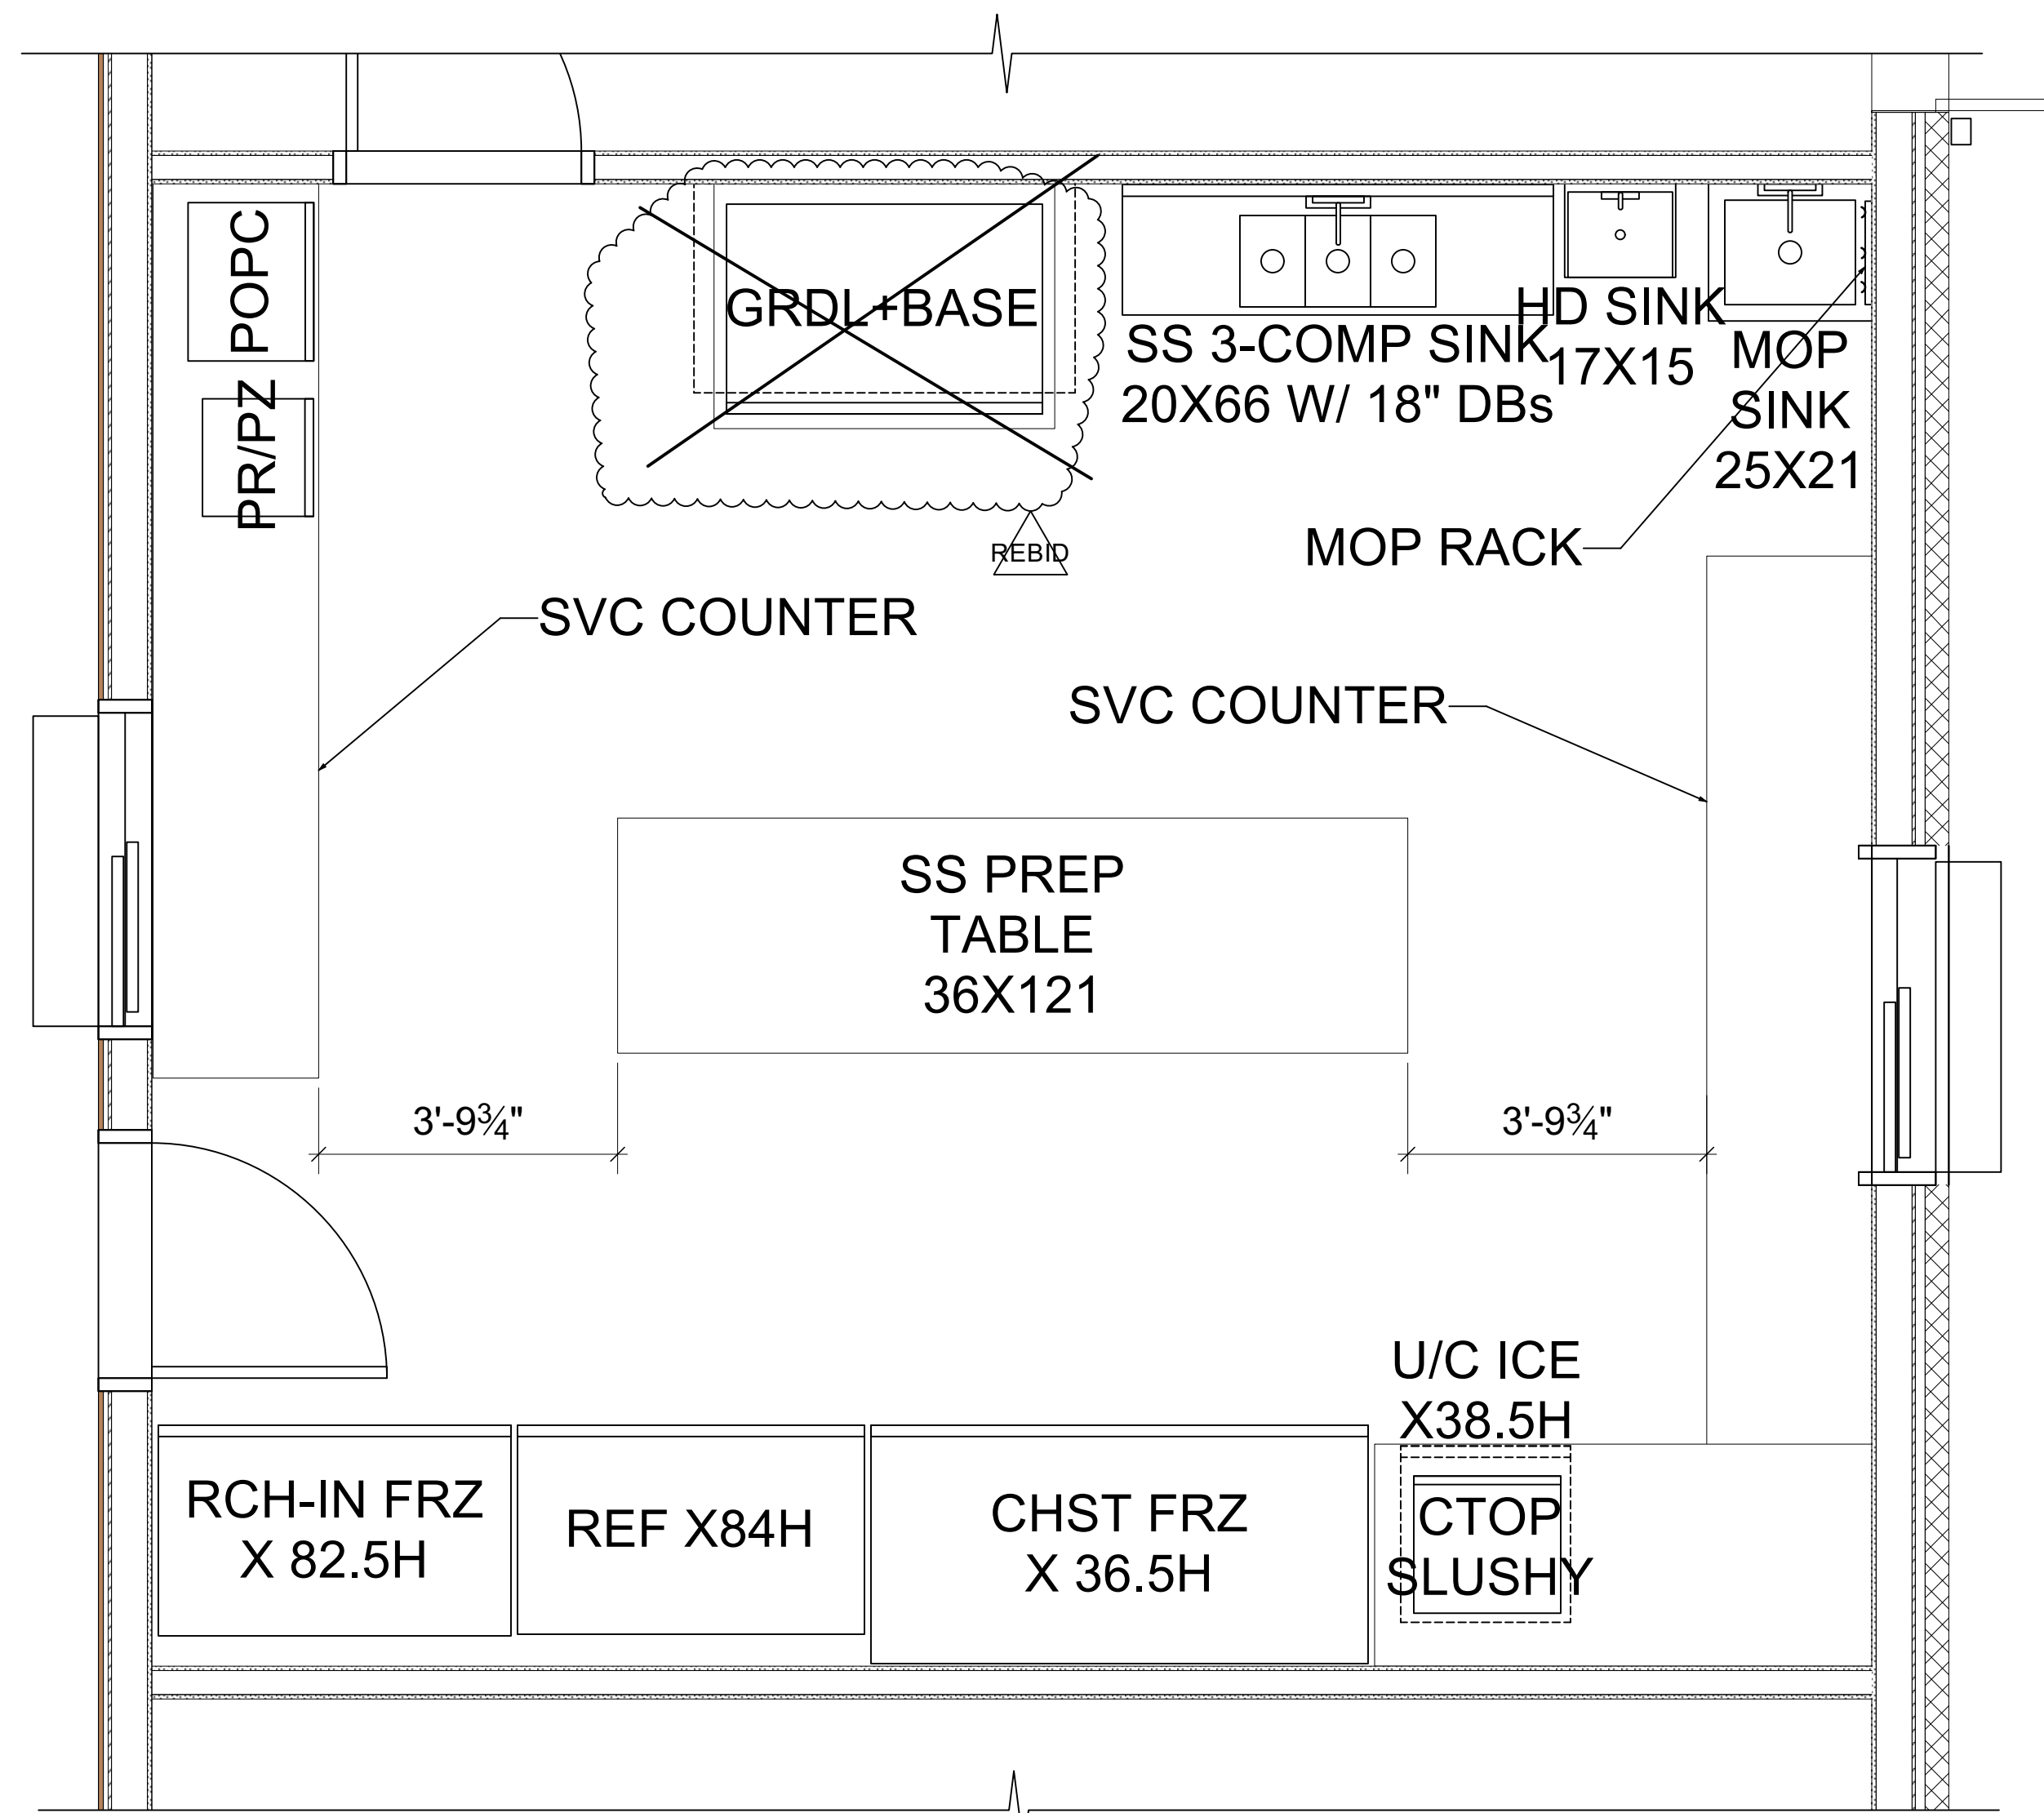 POPC
PR/PZ
GRDL+BASE
SS 3-COMP SINK
20X66 W/ 18" DBs
HD SINK
17X15
MOP
SINK
25X21
MOP RACK
REBID
SVC COUNTER
SVC COUNTER
SS PREP
TABLE
36X121
3'-9¾"
3'-9¾"
U/C ICE
X38.5H
RCH-IN FRZ
X 82.5H
REF X84H
CHST FRZ
X 36.5H
CTOP
SLUSHY